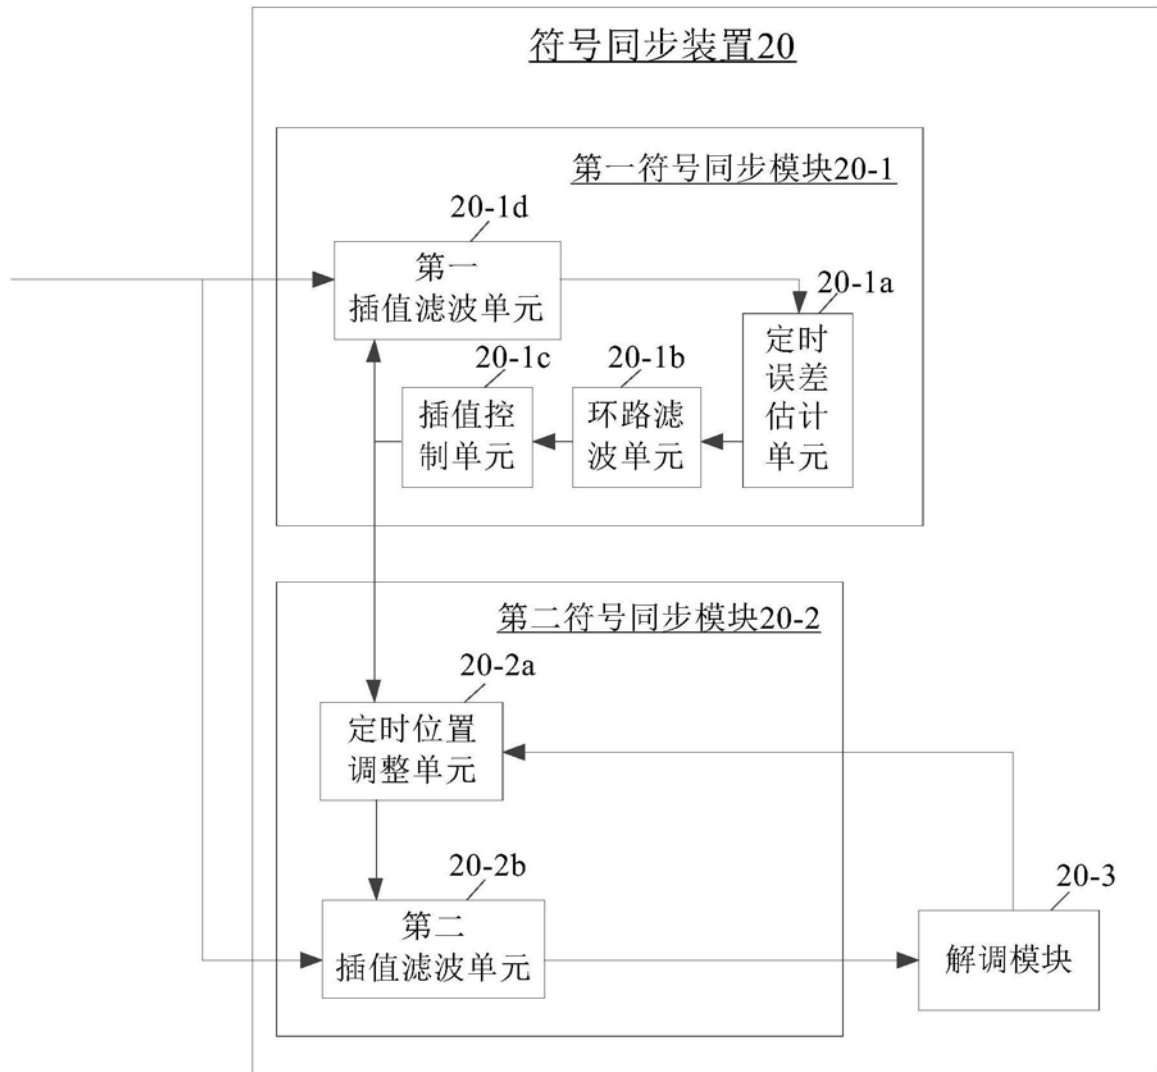 符号同步装置20
第一符号同步模块20-1
20-1d
第一
插值滤波单元
20-1a
定时
误差
估计
单元
20-1c
插值控
制单元
20-1b
环路滤
波单元
第二符号同步模块20-2
20-2a
定时位置
调整单元
20-2b
第二
插值滤波单元
20-3
解调模块